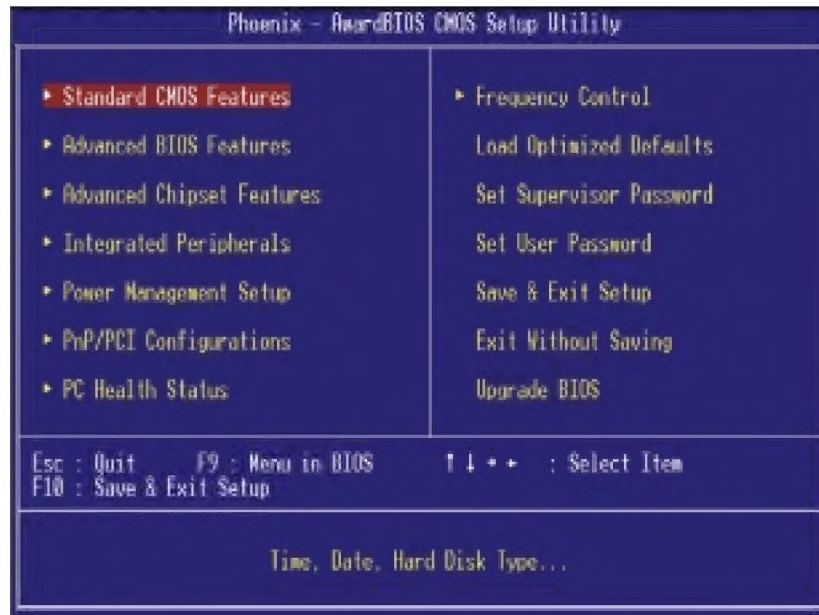 Phoenix - AwardBIOS CMOS Setup Utility
▸ Standard CMOS Features
▸ Advanced BIOS Features
▸ Advanced Chipset Features
▸ Integrated Peripherals
▸ Power Management Setup
▸ PnP/PCI Configurations
▸ PC Health Status
▸ Frequency Control
Load Optimized Defaults
Set Supervisor Password
Set User Password
Save & Exit Setup
Exit Without Saving
Upgrade BIOS
Esc : Quit F9 : Menu in BIOS ↑ ↓ → ← : Select Item
F10 : Save & Exit Setup
Time, Date, Hard Disk Type...